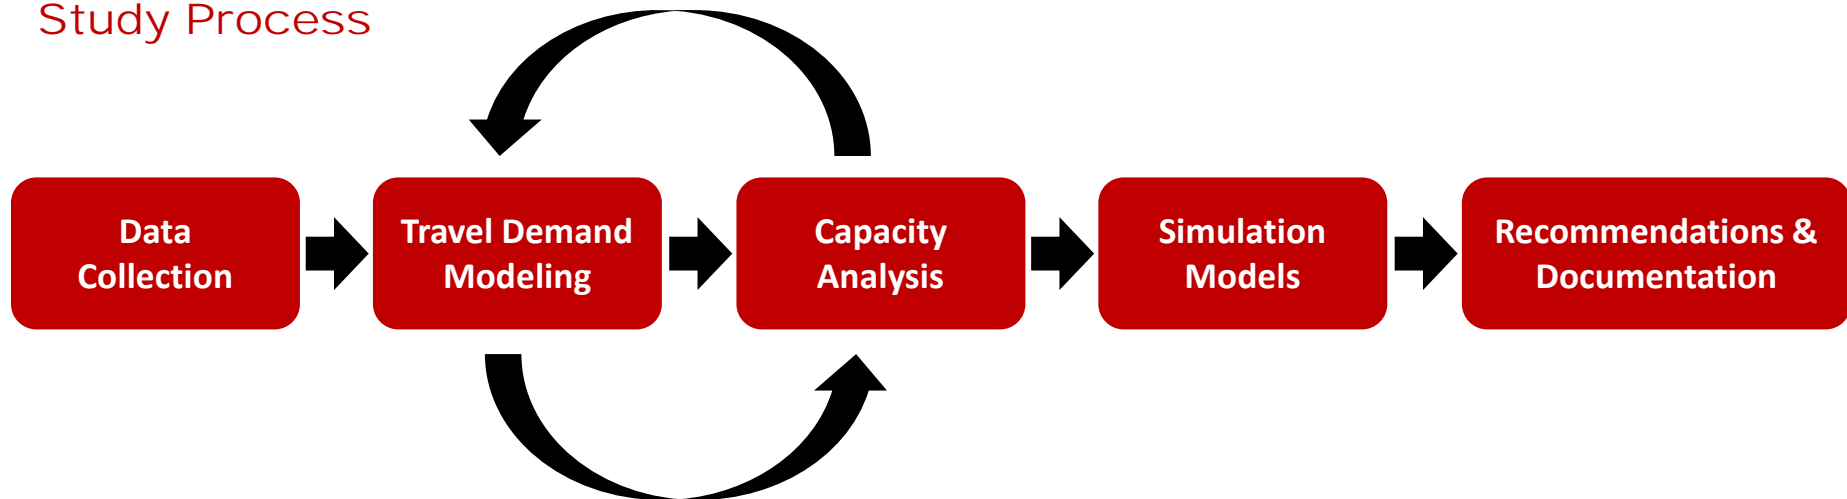 Study Process
Data
Collection
Travel Demand
Modeling
Capacity
Analysis
Simulation
Models
Recommendations &
Documentation